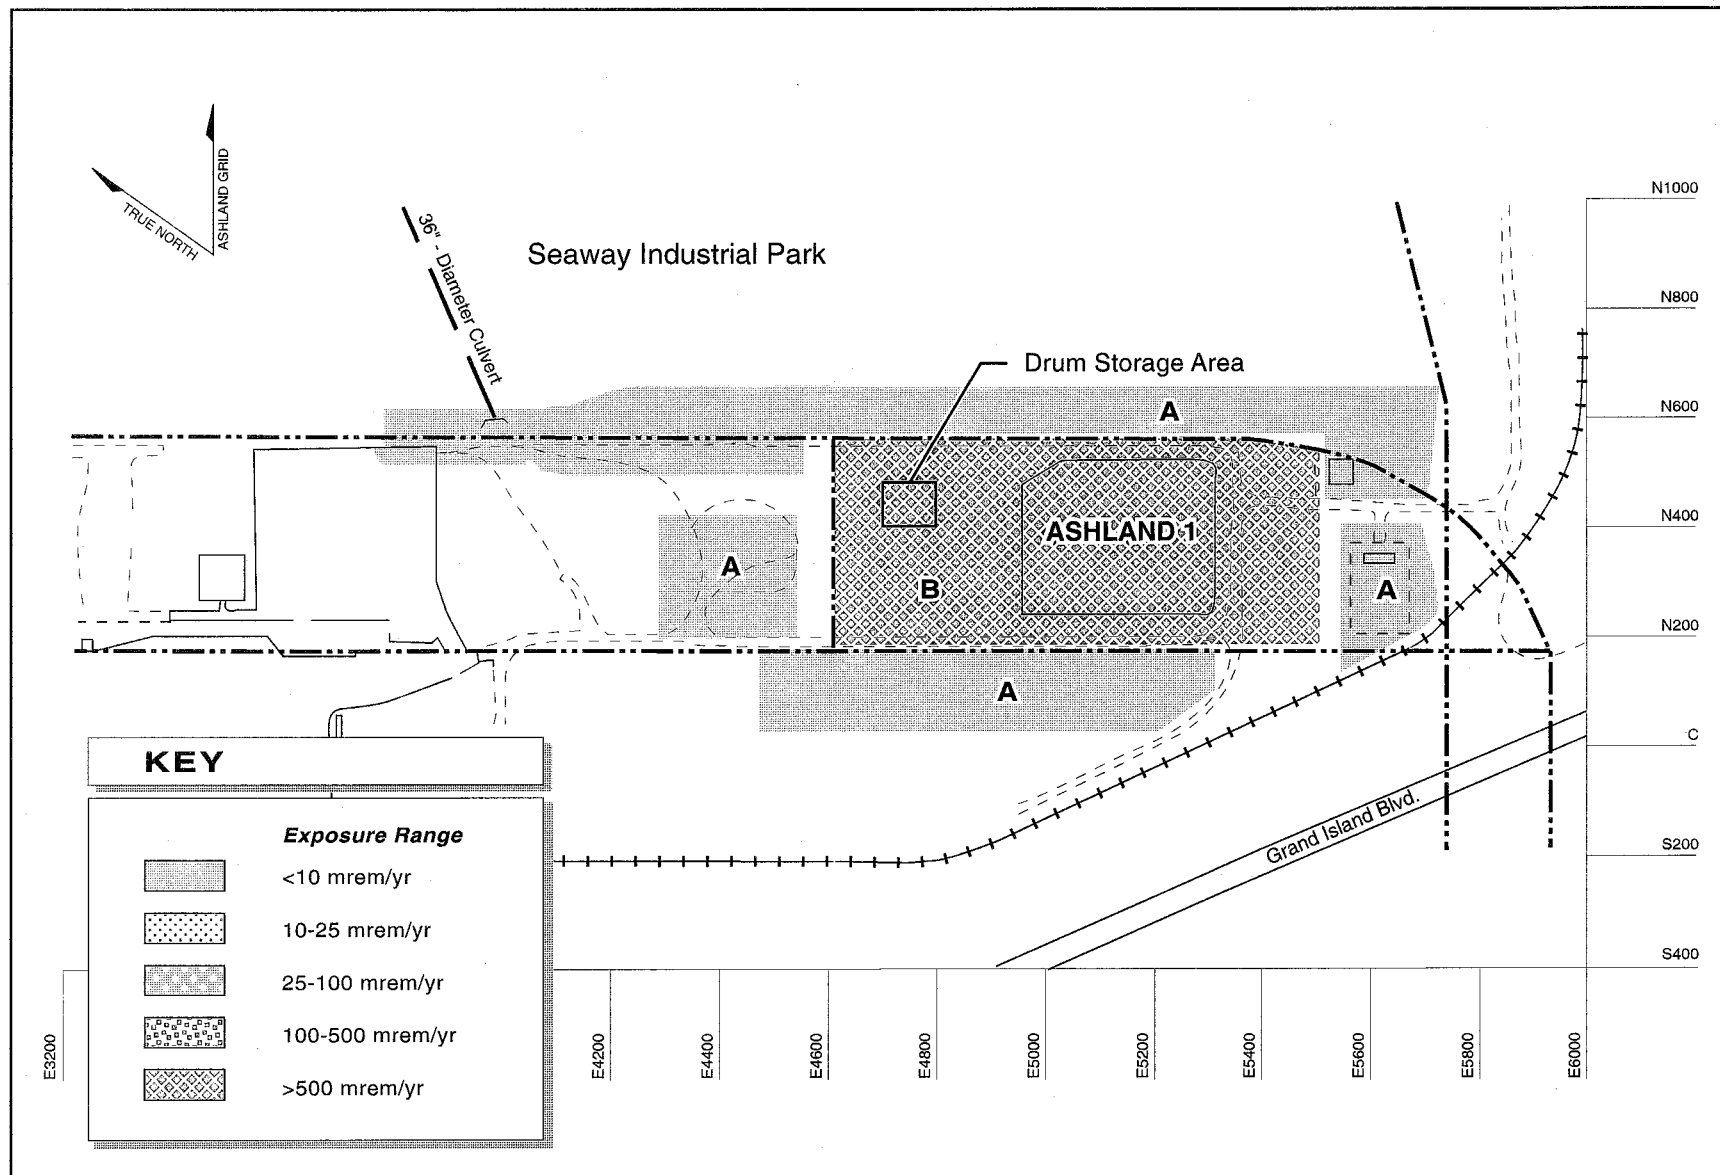 N1000
ASHLAND GRID
TRUE NORTH
36" - Diameter Culvert
Seaway Industrial Park
N800
Drum Storage Area
N600
A
N400
ASHLAND 1
A
B
A
N200
A
C
KEY
Grand Island Blvd.
Exposure Range
S200
<10 mrem/yr
10-25 mrem/yr
S400
25-100 mrem/yr
100-500 mrem/yr
>500 mrem/yr
E3200
E4200
E4400
E4600
E4800
E5000
E5200
E5400
E5600
E5800
E6000